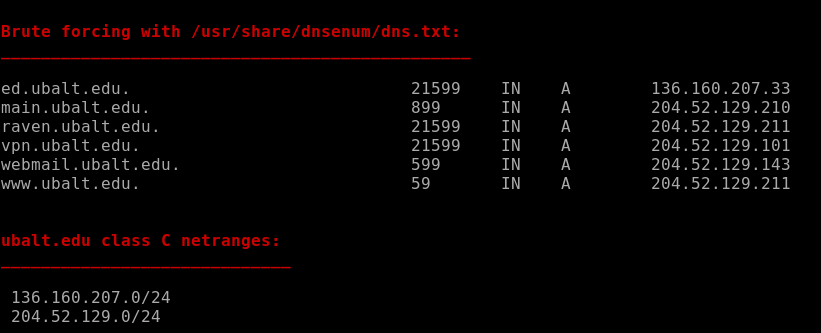 Brute forcing with /usr/share/dnsenum/dns.txt:
ed.ubalt.edu. 21599 IN A 136.160.207.33
main.ubalt.edu. 899 IN A 204.52.129.210
raven.ubalt.edu. 21599 IN A 204.52.129.211
vpn.ubalt.edu. 21599 IN A 204.52.129.101
webmail.ubalt.edu. 599 IN A 204.52.129.143
www.ubalt.edu. 59 IN A 204.52.129.211
ubalt.edu class C netranges:
136.160.207.0/24
204.52.129.0/24